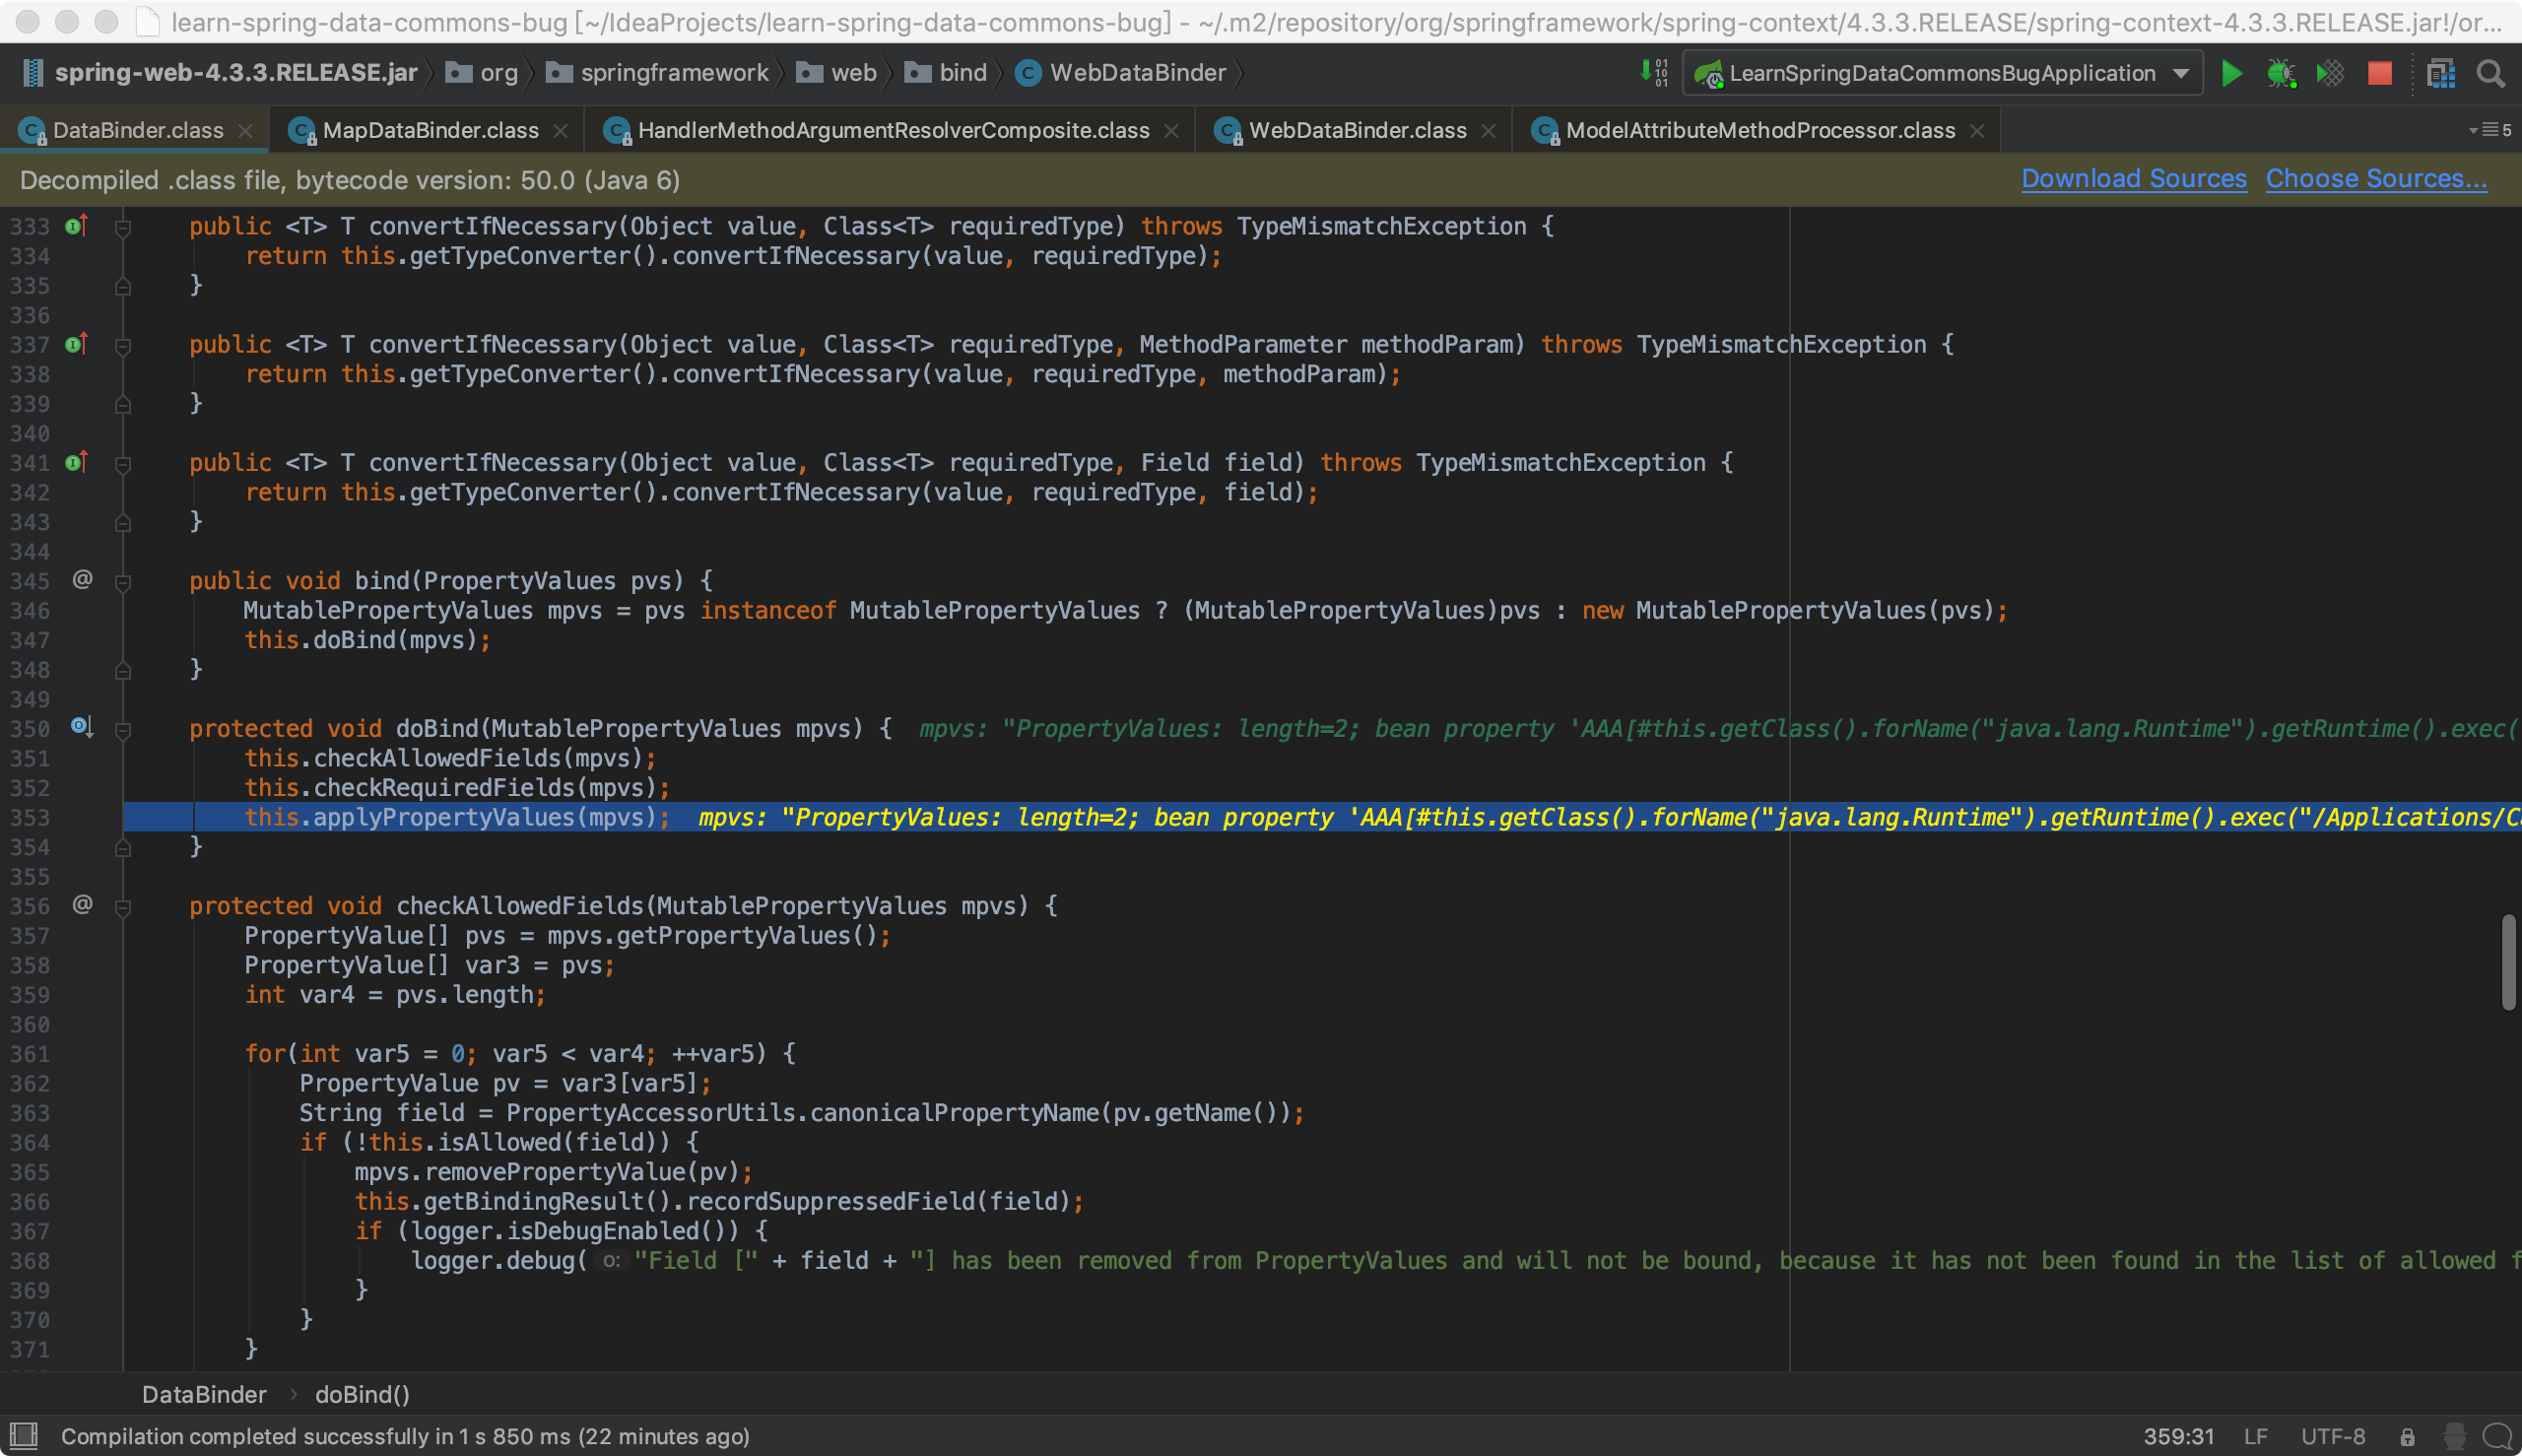 learn-spring-data-commons-bug [~/IdeaProjects/learn-spring-data-commons-bug] - ~/.m2/repository/org/springframework/spring-context/4.3.3.RELEASE/spring-context-4.3.3.RELEASE.jar!/or...
spring-web-4.3.3.RELEASE.jar org springframework web bind WebDataBinder LearnSpringDataCommonsBugApplication
DataBinder.class MapDataBinder.class HandlerMethodArgumentResolverComposite.class WebDataBinder.class ModelAttributeMethodProcessor.class 5
Decompiled .class file, bytecode version: 50.0 (Java 6) Download Sources Choose Sources...
333 public <T> T convertIfNecessary(Object value, Class<T> requiredType) throws TypeMismatchException {
334 return this.getTypeConverter().convertIfNecessary(value, requiredType);
335 }
336
337 public <T> T convertIfNecessary(Object value, Class<T> requiredType, MethodParameter methodParam) throws TypeMismatchException {
338 return this.getTypeConverter().convertIfNecessary(value, requiredType, methodParam);
339 }
340
341 public <T> T convertIfNecessary(Object value, Class<T> requiredType, Field field) throws TypeMismatchException {
342 return this.getTypeConverter().convertIfNecessary(value, requiredType, field);
343 }
344
345 @ public void bind(PropertyValues pvs) {
346 MutablePropertyValues mpvs = pvs instanceof MutablePropertyValues ? (MutablePropertyValues)pvs : new MutablePropertyValues(pvs);
347 this.doBind(mpvs);
348 }
349
350 protected void doBind(MutablePropertyValues mpvs) { mpvs: "PropertyValues: length=2; bean property 'AAA[#this.getClass().forName("java.lang.Runtime").getRuntime().exec(
351 this.checkAllowedFields(mpvs);
352 this.checkRequiredFields(mpvs);
353 this.applyPropertyValues(mpvs); mpvs: "PropertyValues: length=2; bean property 'AAA[#this.getClass().forName("java.lang.Runtime").getRuntime().exec("/Applications/C
354 }
355
356 @ protected void checkAllowedFields(MutablePropertyValues mpvs) {
357 PropertyValue[] pvs = mpvs.getPropertyValues();
358 PropertyValue[] var3 = pvs;
359 int var4 = pvs.length;
360
361 for(int var5 = 0; var5 < var4; ++var5) {
362 PropertyValue pv = var3[var5];
363 String field = PropertyAccessorUtils.canonicalPropertyName(pv.getName());
364 if (!this.isAllowed(field)) {
365 mpvs.removePropertyValue(pv);
366 this.getBindingResult().recordSuppressedField(field);
367 if (logger.isDebugEnabled()) {
368 logger.debug( o: "Field [" + field + "] has been removed from PropertyValues and will not be bound, because it has not been found in the list of allowed f
369 }
370 }
371 }
DataBinder › doBind()
Compilation completed successfully in 1 s 850 ms (22 minutes ago) 359:31 LF UTF-8